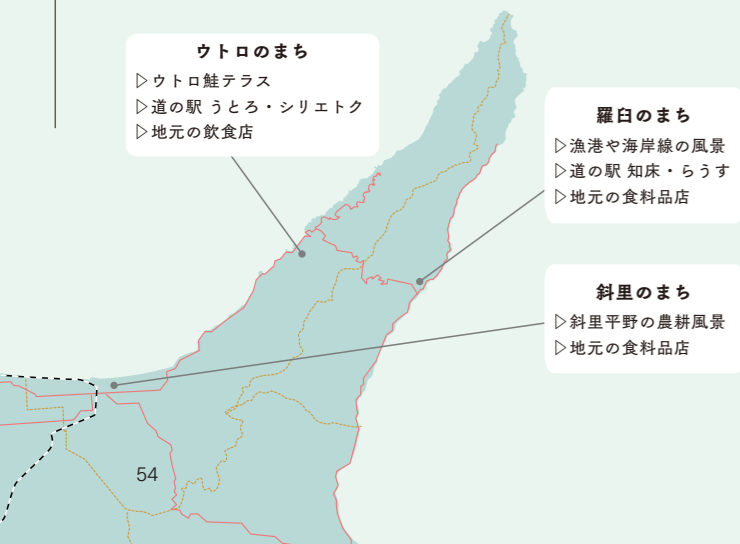 ウトロのまち
▷ウトロ鮭テラス
▷道の駅 うとろ・シリエトク
▷地元の飲食店
羅臼のまち
▷漁港や海岸線の風景
▷道の駅 知床・らうす
▷地元の食料品店
斜里のまち
▷斜里平野の農耕風景
▷地元の食料品店
54